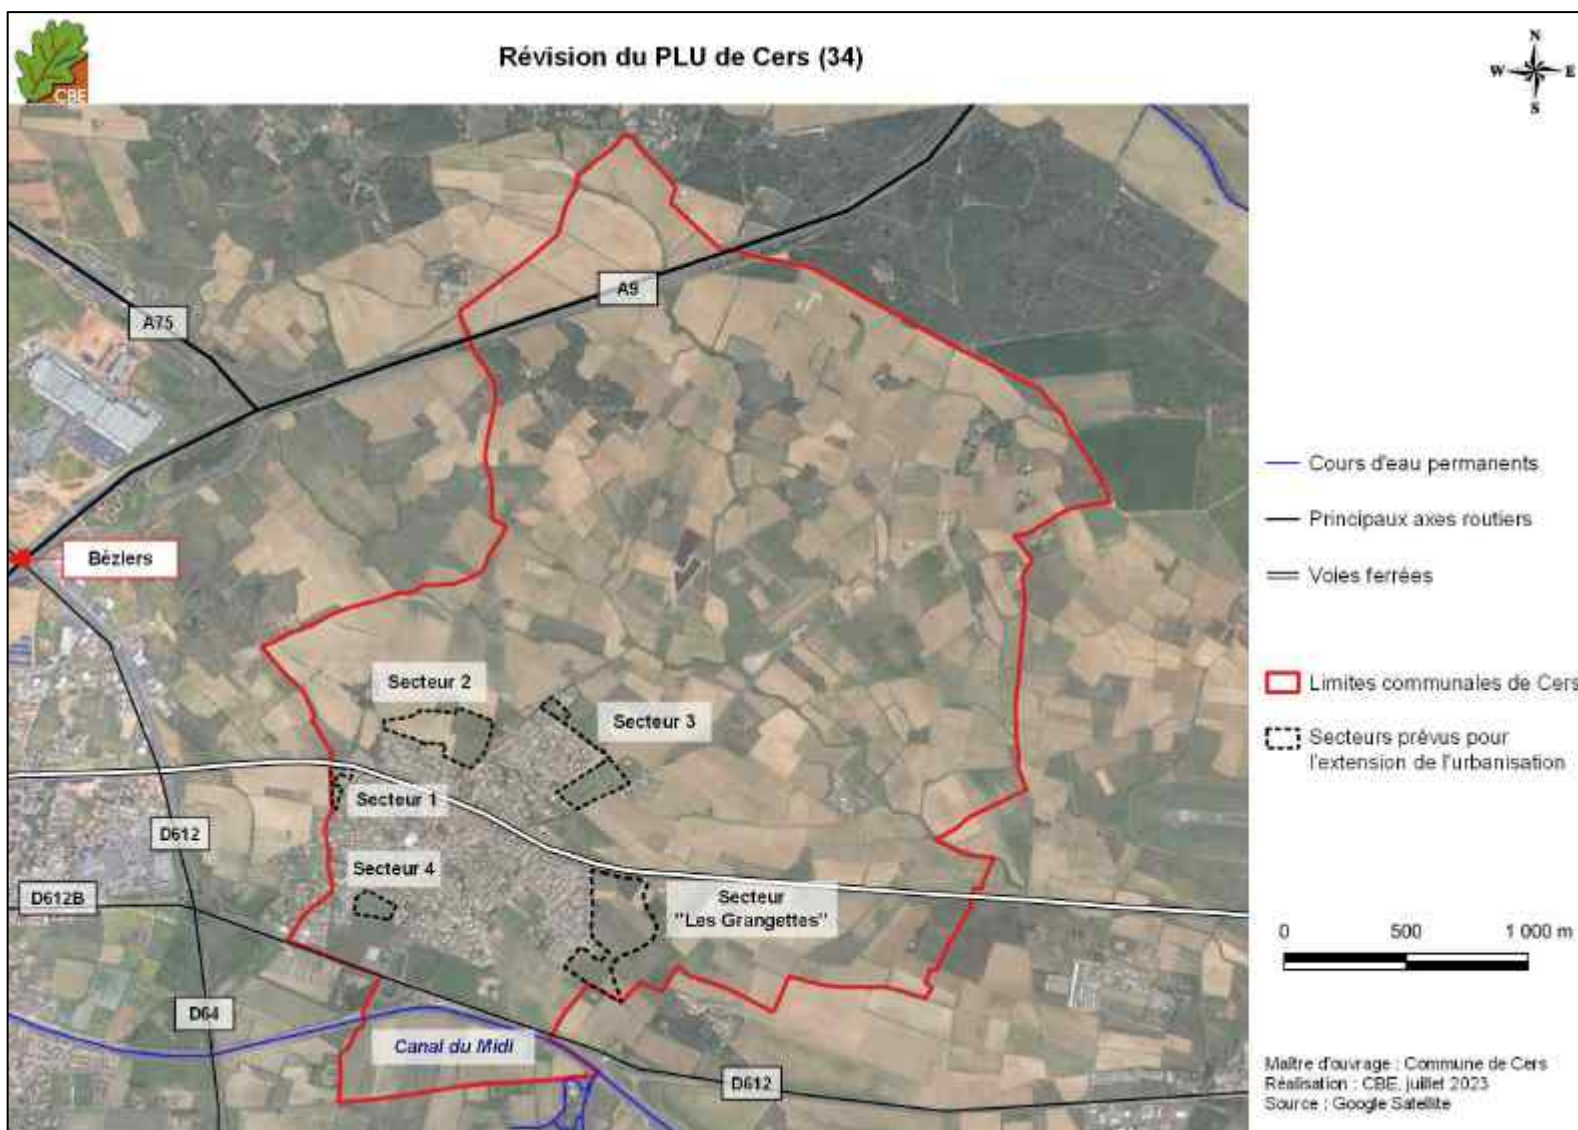 CBE
Révision du PLU de Cers (34)
N
W E
S
A9
A75
Béziers
Secteur 2
Secteur 3
Secteur 1
D612
Secteur 4
D612B
Secteur
"Les Grangettes"
D64
Canal du Midi
D612
Cours d'eau permanents
Principaux axes routiers
Voies ferrées
Limites communales de Cers
Secteurs prévus pour
l'extension de l'urbanisation
0 500 1 000 m
Maître d'ouvrage : Commune de Cers
Réalisation : CBE, juillet 2023
Source : Google Satellite